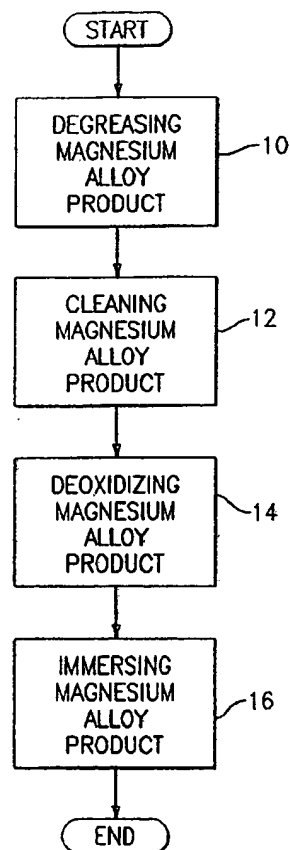 START
DEGREASING
MAGNESIUM
ALLOY
PRODUCT
10
CLEANING
MAGNESIUM
ALLOY
PRODUCT
12
DEOXIDIZING
MAGNESIUM
ALLOY
PRODUCT
14
IMMERSING
MAGNESIUM
ALLOY
PRODUCT
16
END